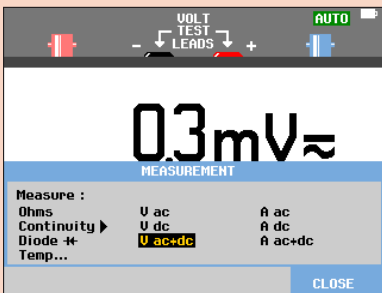 VOLT
TEST
- LEADS +
AUTO
0.3mV≂
MEASUREMENT
Measure :
Ohms V ac A ac
Continuity ▶ V dc A dc
Diode V ac+dc A ac+dc
Temp...
CLOSE